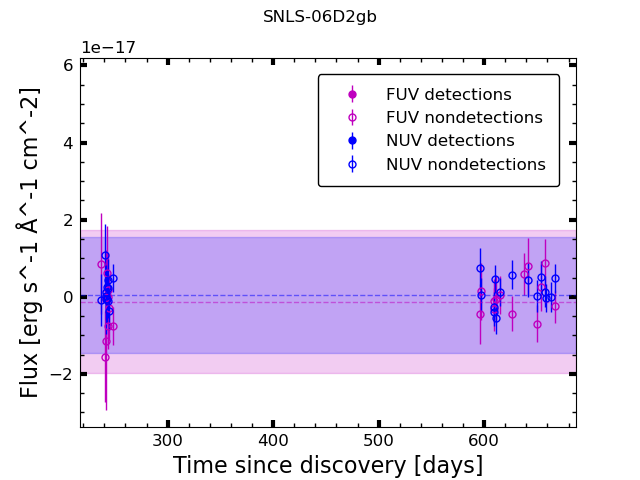 SNLS-06D2gb
1e−17
6
4
2
0
−2
300
400
500
600
Flux [erg s^-1 Å^-1 cm^-2]
Time since discovery [days]
FUV detections
FUV nondetections
NUV detections
NUV nondetections